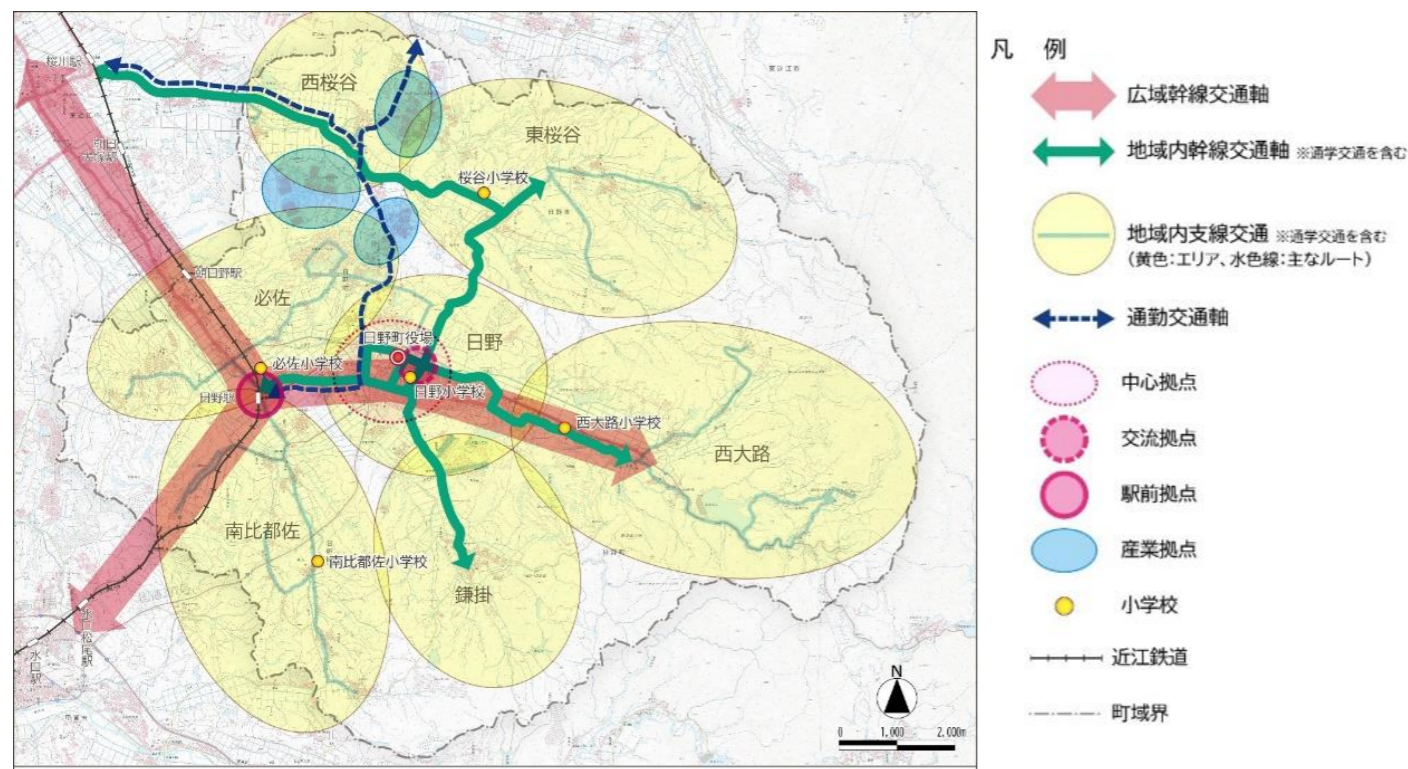 桜川駅
西桜谷
東桜谷
桜谷小学校
朝日野駅
必佐
日野町役場
日野
必佐小学校
日野駅
日野小学校
西大路小学校
西大路
南比都佐
南比都佐小学校
鎌掛
水口松尾駅
水口駅
N
0 1,000 2,000m
凡 例
広域幹線交通軸
地域内幹線交通軸 ※通学交通を含む
地域内支線交通 ※通学交通を含む
（黄色：エリア、水色線：主なルート）
通勤交通軸
中心拠点
交流拠点
駅前拠点
産業拠点
小学校
近江鉄道
町域界